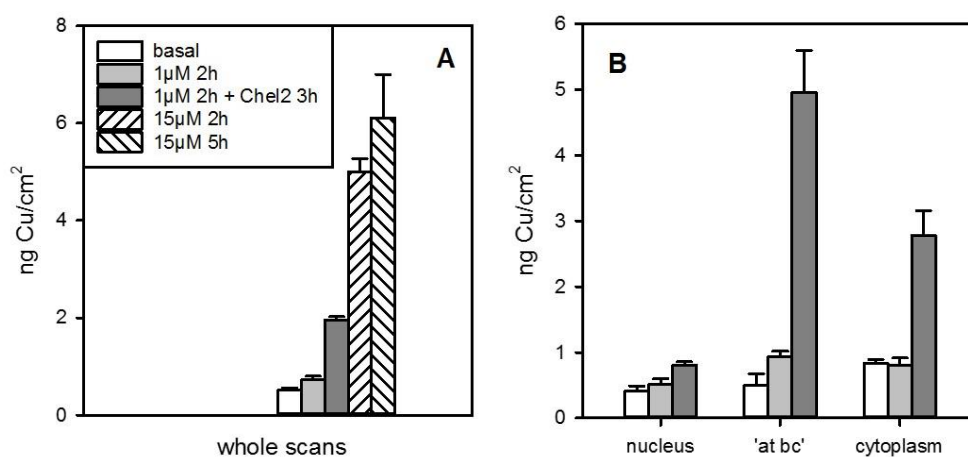 A
ng Cu/cm²
8
6
4
2
0
basal
1µM 2h
1µM 2h + Chel2 3h
15µM 2h
15µM 5h
whole scans
B
ng Cu/cm²
6
5
4
3
2
1
0
nucleus
'at bc'
cytoplasm